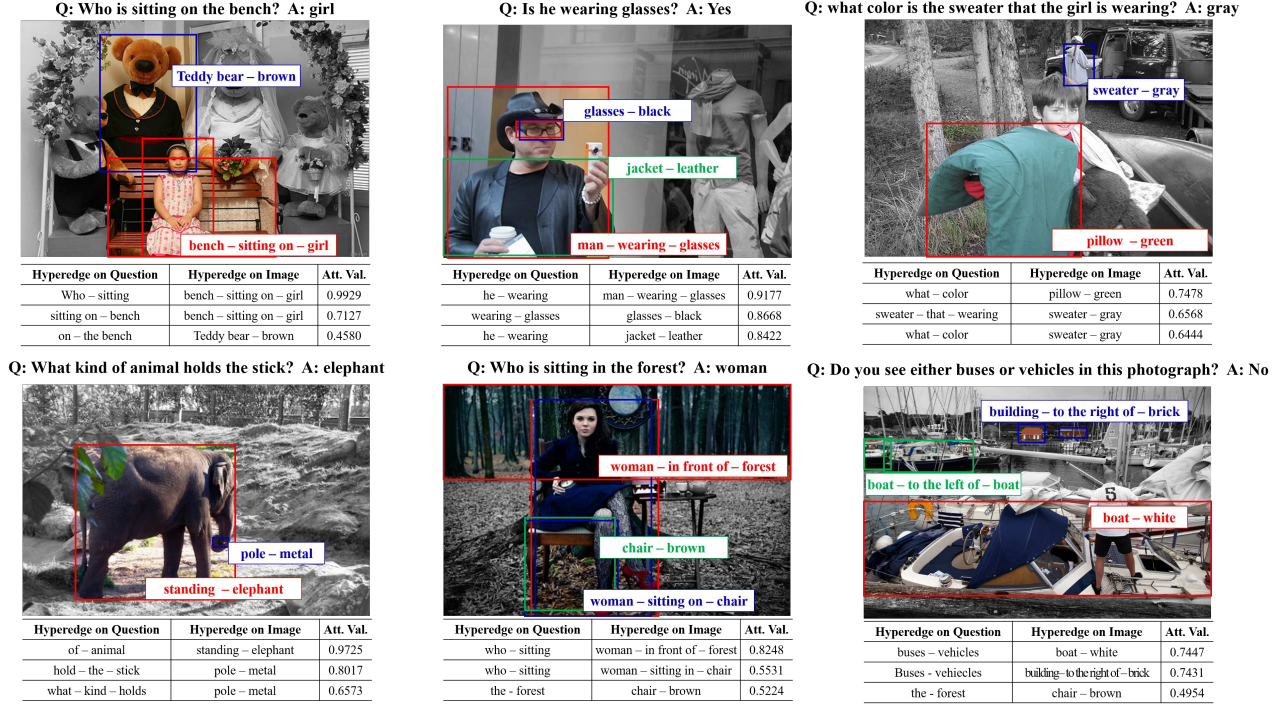 Q: Who is sitting on the bench?  A: girl
Teddy bear – brown
bench – sitting on – girl
Hyperedge on Question Hyperedge on Image Att. Val.
Who – sitting bench – sitting on – girl 0.9929
sitting on – bench bench – sitting on – girl 0.7127
on – the bench Teddy bear – brown 0.4580
Q: Is he wearing glasses?  A: Yes
glasses – black
jacket – leather
man – wearing – glasses
Hyperedge on Question Hyperedge on Image Att. Val.
he – wearing man – wearing – glasses 0.9177
wearing – glasses glasses – black 0.8668
he – wearing jacket – leather 0.8422
Q: what color is the sweater that the girl is wearing?  A: gray
sweater – gray
pillow – green
Hyperedge on Question Hyperedge on Image Att. Val.
what – color pillow – green 0.7478
sweater – that – wearing sweater – gray 0.6568
what – color sweater – gray 0.6444
Q: What kind of animal holds the stick?  A: elephant
pole – metal
standing – elephant
Hyperedge on Question Hyperedge on Image Att. Val.
of – animal standing – elephant 0.9725
hold – the – stick pole – metal 0.8017
what – kind – holds pole – metal 0.6573
Q: Who is sitting in the forest?  A: woman
woman – in front of – forest
chair – brown
woman – sitting on – chair
Hyperedge on Question Hyperedge on Image Att. Val.
who – sitting woman – in front of – forest 0.8248
who – sitting woman – sitting in – chair 0.5531
the - forest chair – brown 0.5224
Q: Do you see either buses or vehicles in this photograph?  A: No
building – to the right of – brick
boat – to the left of – boat
5
boat – white
Hyperedge on Question Hyperedge on Image Att. Val.
buses – vehicles boat – white 0.7447
Buses - vehiecles building – to the right of – brick 0.7431
the - forest chair – brown 0.4954